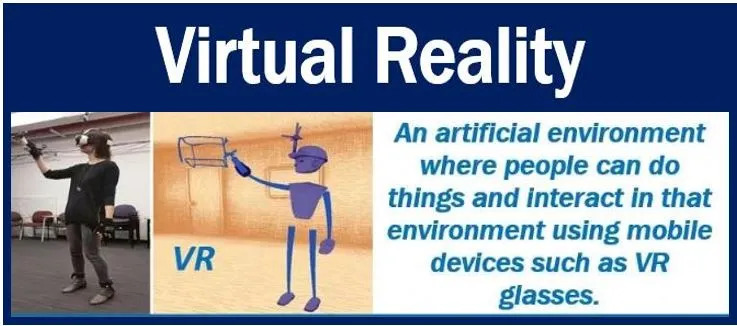 Virtual Reality
VR
An artificial environment
where people can do
things and interact in that
environment using mobile
devices such as VR
glasses.